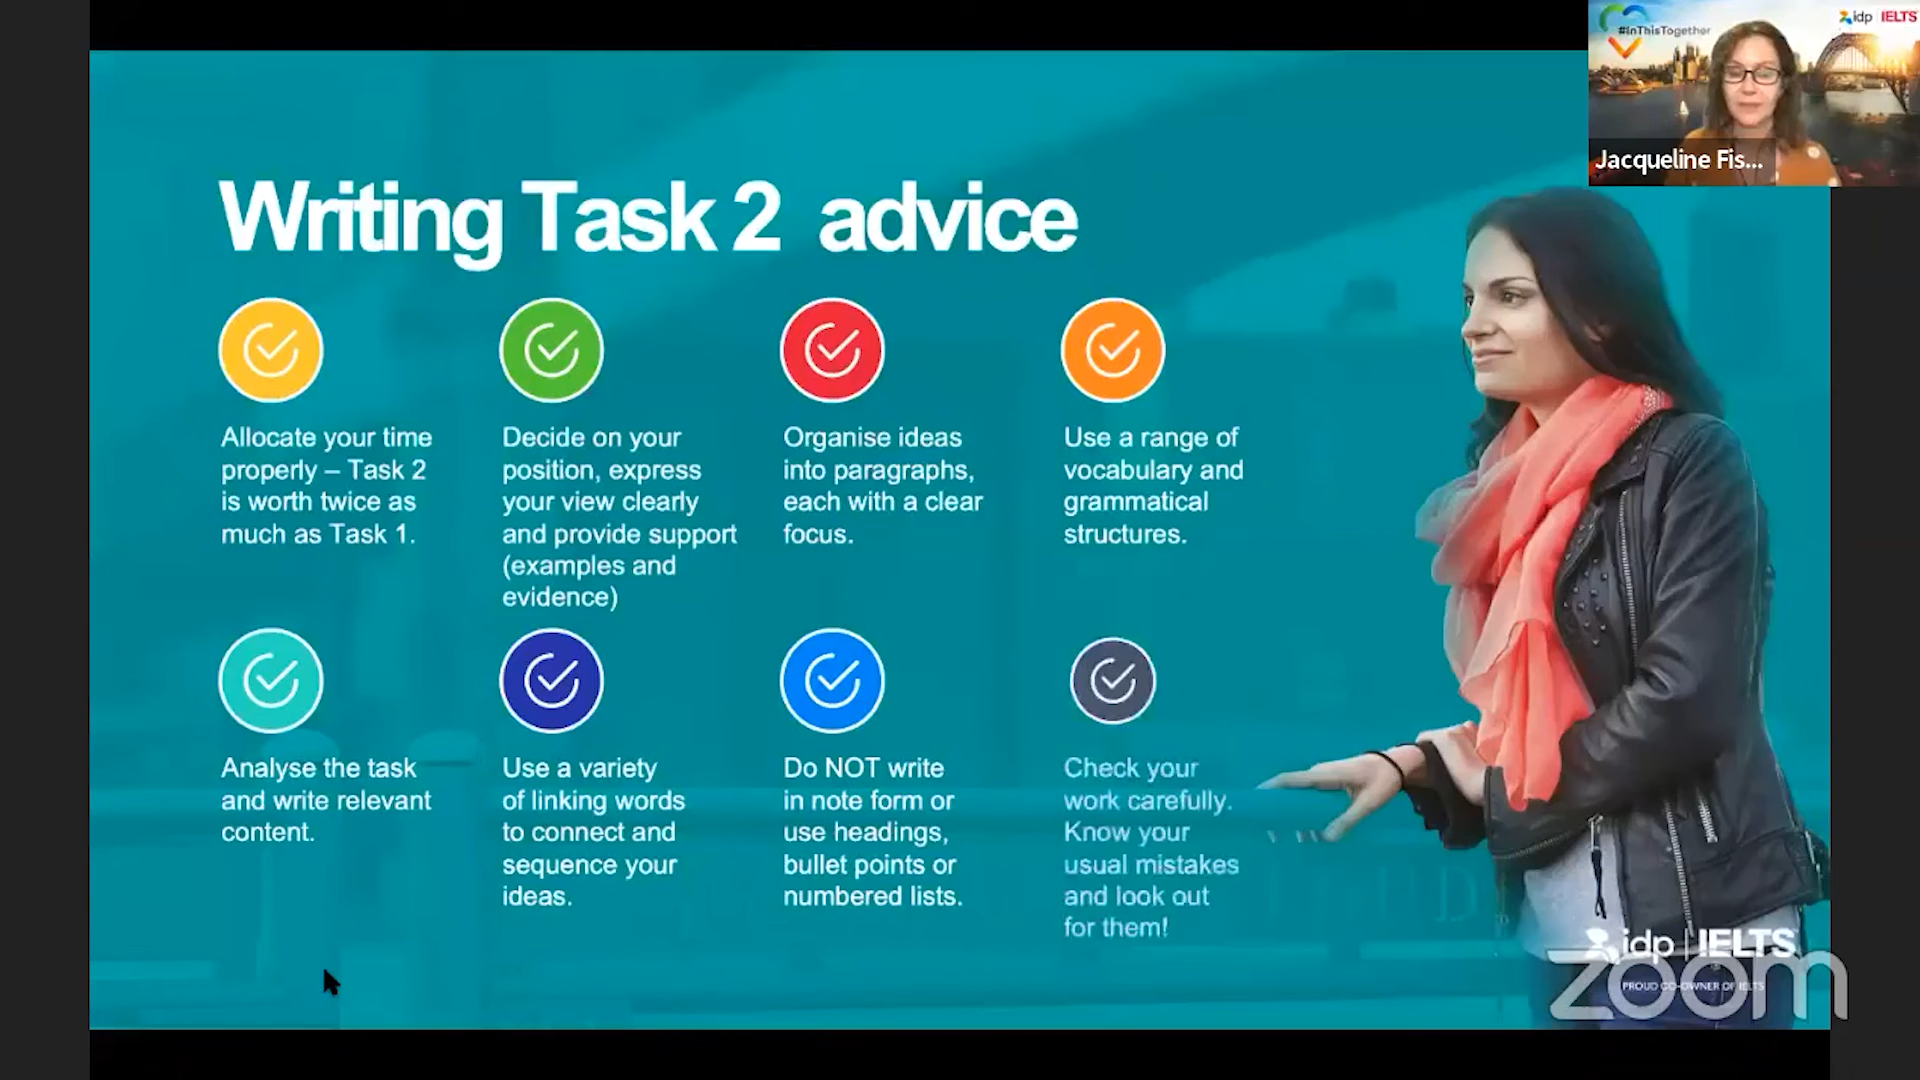 #InThisTogether
idp | IELTS
Jacqueline Fis...
Writing Task 2 advice
Allocate your time
properly – Task 2
is worth twice as
much as Task 1.
Decide on your
position, express
your view clearly
and provide support
(examples and
evidence)
Organise ideas
into paragraphs,
each with a clear
focus.
Use a range of
vocabulary and
grammatical
structures.
Analyse the task
and write relevant
content.
Use a variety
of linking words
to connect and
sequence your
ideas.
Do NOT write
in note form or
use headings,
bullet points or
numbered lists.
Check your
work carefully.
Know your
usual mistakes
and look out
for them!
idp | IELTS
PROUD CO-OWNER OF IELTS
zoom